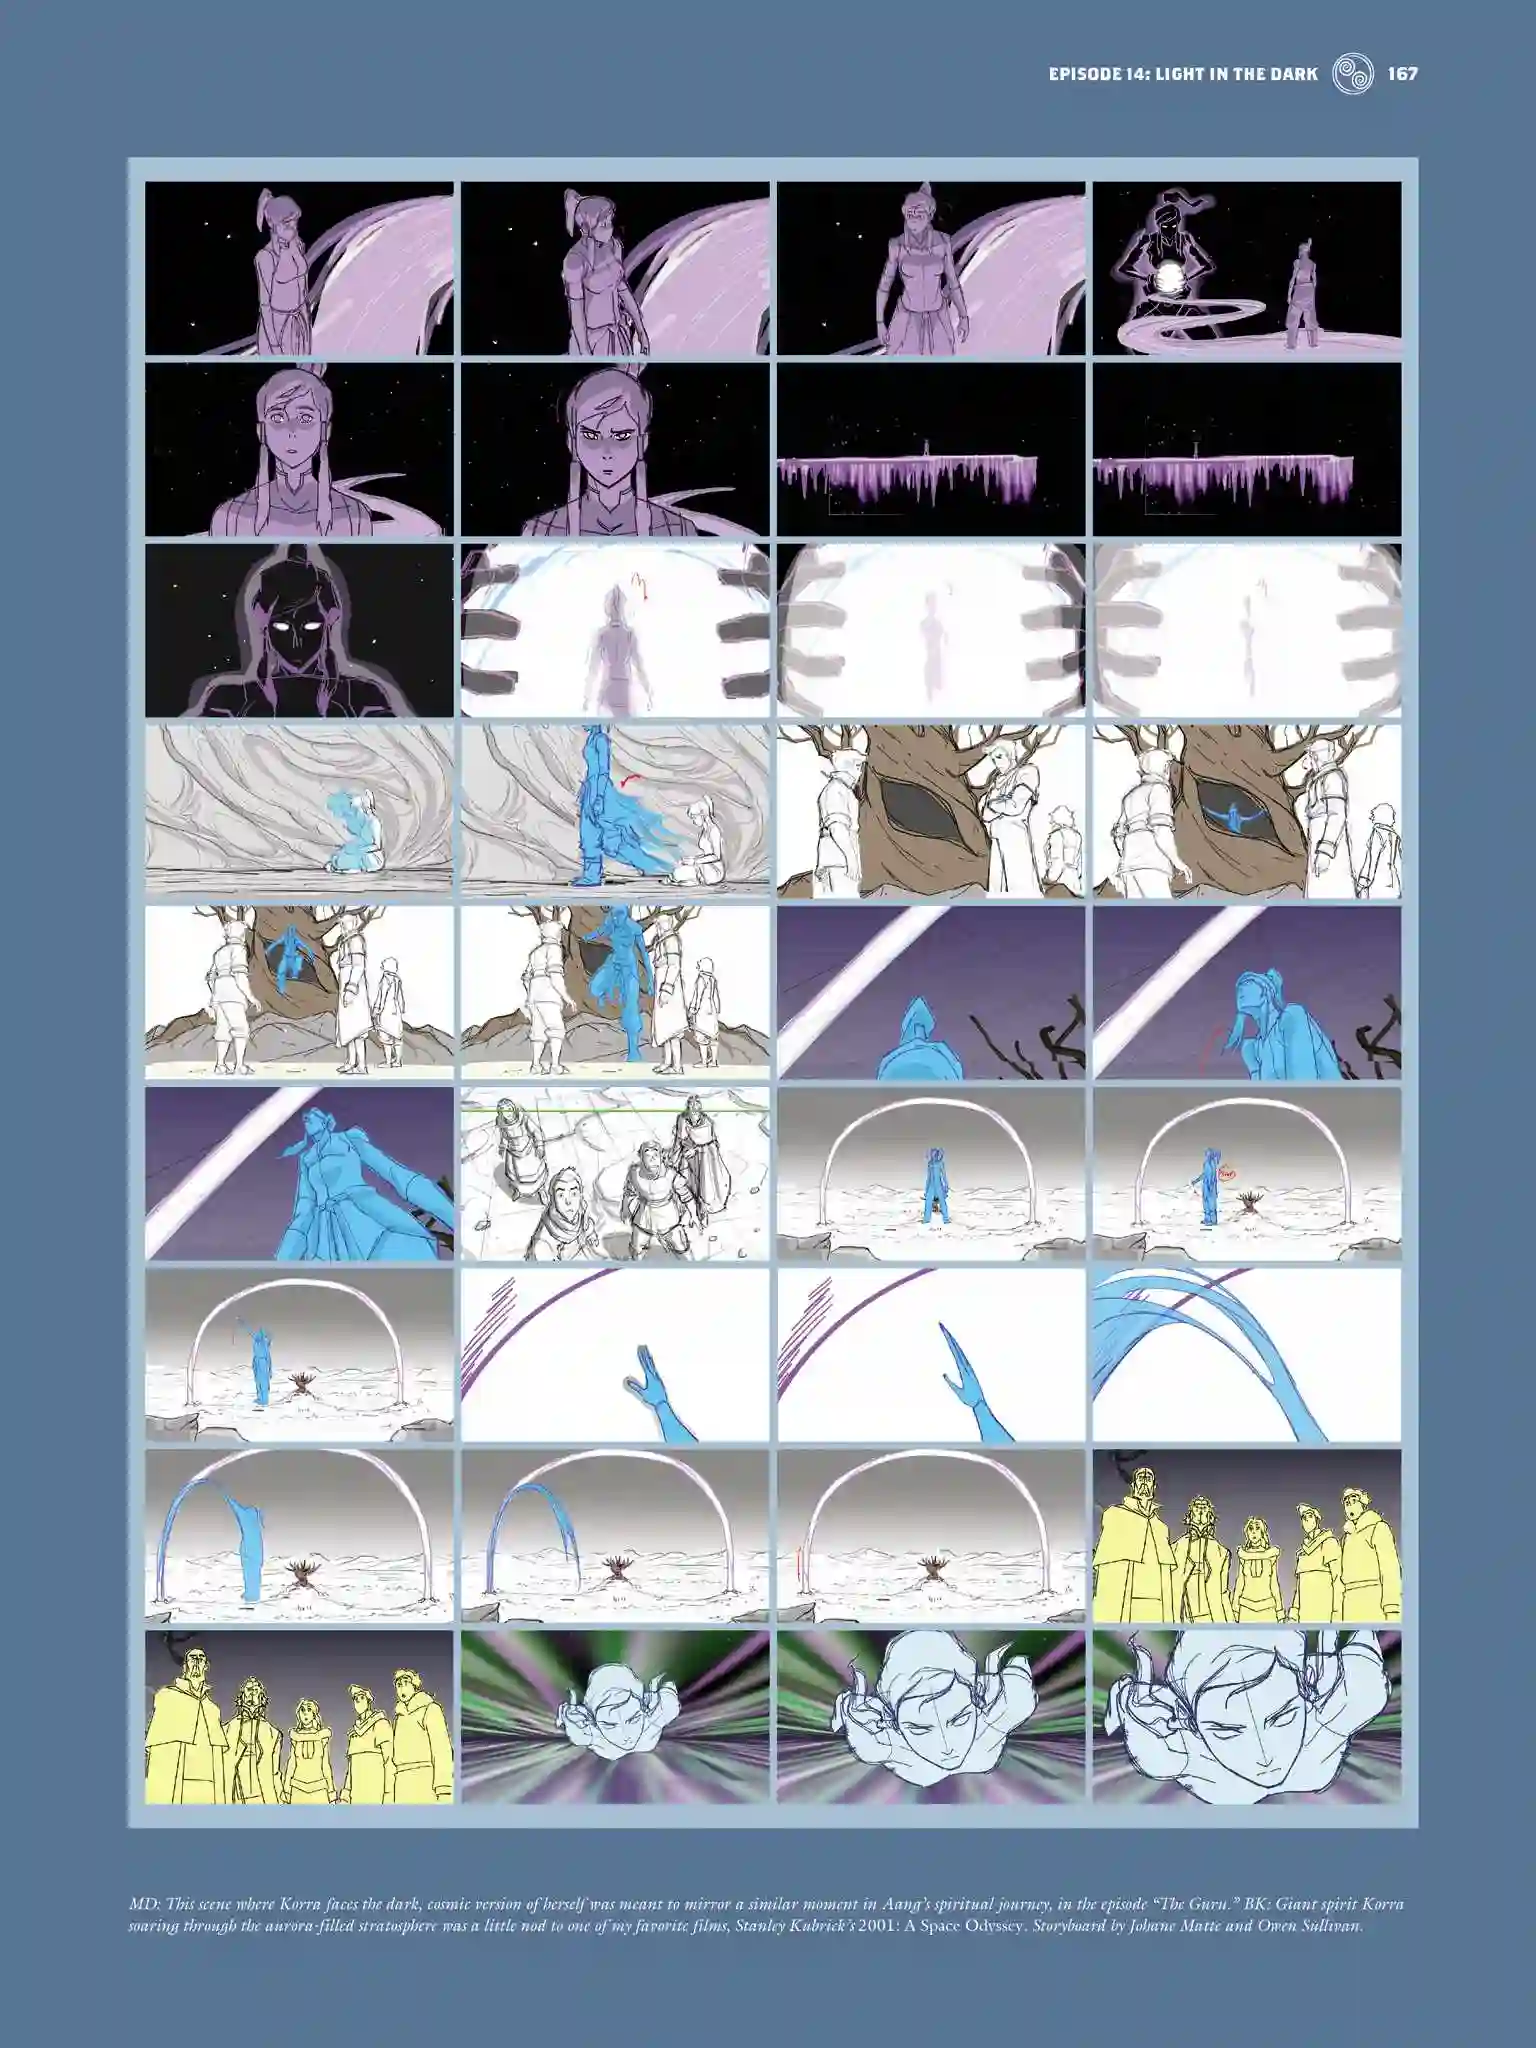 EPISODE 14: LIGHT IN THE DARK 167
MD: This scene where Korra faces the dark, cosmic version of herself was meant to mirror a similar moment in Aang's spiritual journey, in the episode “The Guru.” BK: Giant spirit Korra
soaring through the aurora-filled stratosphere was a little nod to one of my favorite films, Stanley Kubrick's 2001: A Space Odyssey. Storyboard by Johane Matte and Owen Sullivan.